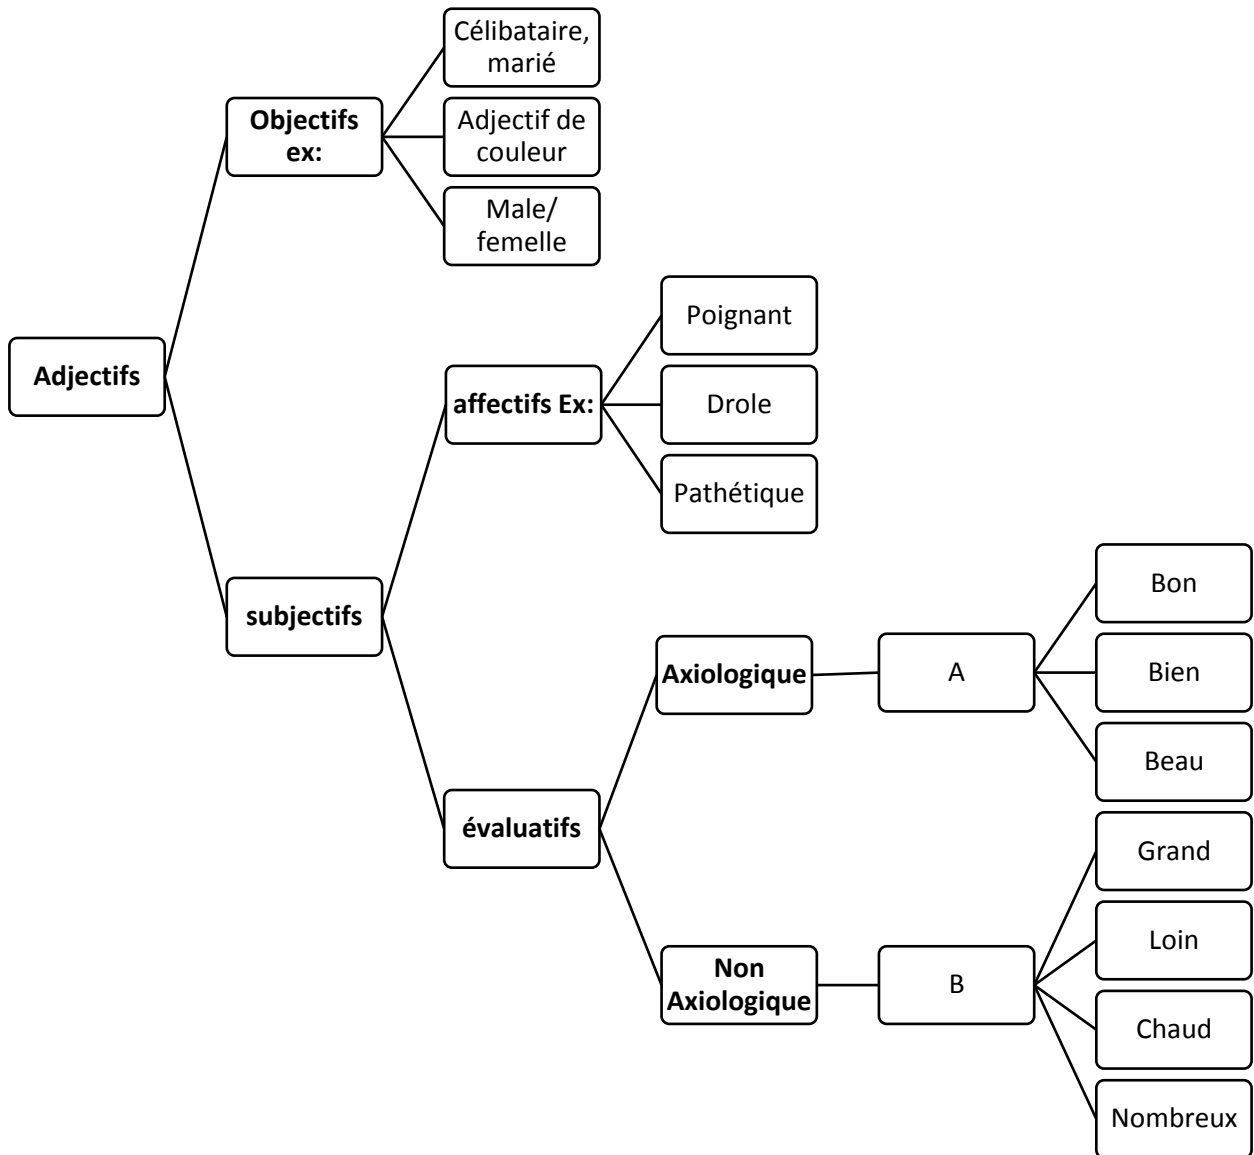 Célibataire,
marié
Objectifs
ex:
Adjectif de
couleur
Male/
femelle
Adjectifs
Poignant
affectifs Ex:
Drole
Pathétique
subjectifs
Bon
Axiologique
A
Bien
Beau
évaluatifs
Grand
Loin
Non
Axiologique
B
Chaud
Nombreux